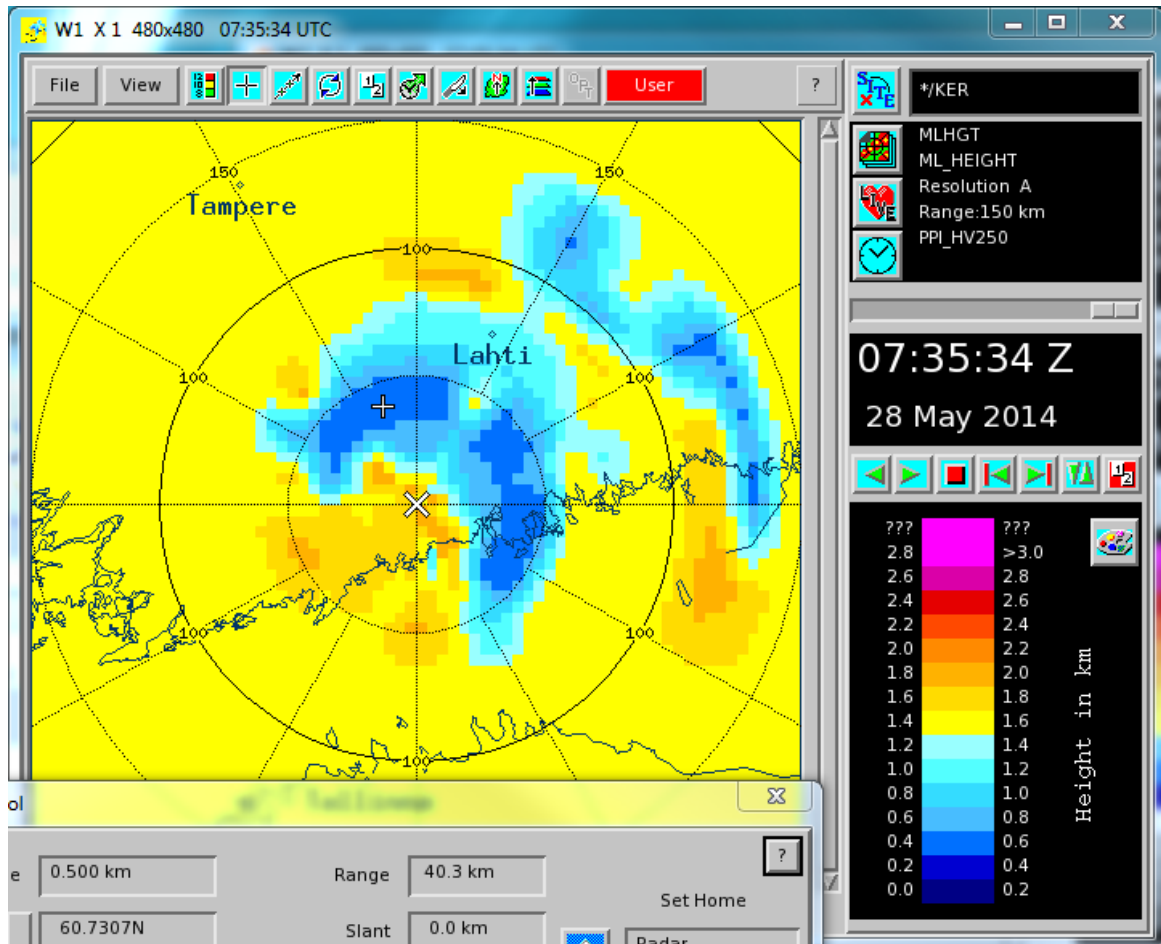 W1 X 1 480x480 07:35:34 UTC
File View User ?
*/KER
MLHGT
ML_HEIGHT
Resolution A
Range:150 km
PPI_HV250
150 150
Tampere
100
Lahti
100 100
100 100
100
07:35:34 Z
28 May 2014
??? ???
2.8 >3.0
2.6 2.8
2.4 2.6
2.2 2.4
2.0 2.2
1.8 2.0
1.6 1.8
1.4 1.6
1.2 1.4
1.0 1.2
0.8 1.0
0.6 0.8
0.4 0.6
0.2 0.4
0.0 0.2
Height in km
ol
e 0.500 km Range 40.3 km ?
Set Home
60.7307N Slant 0.0 km
Radar